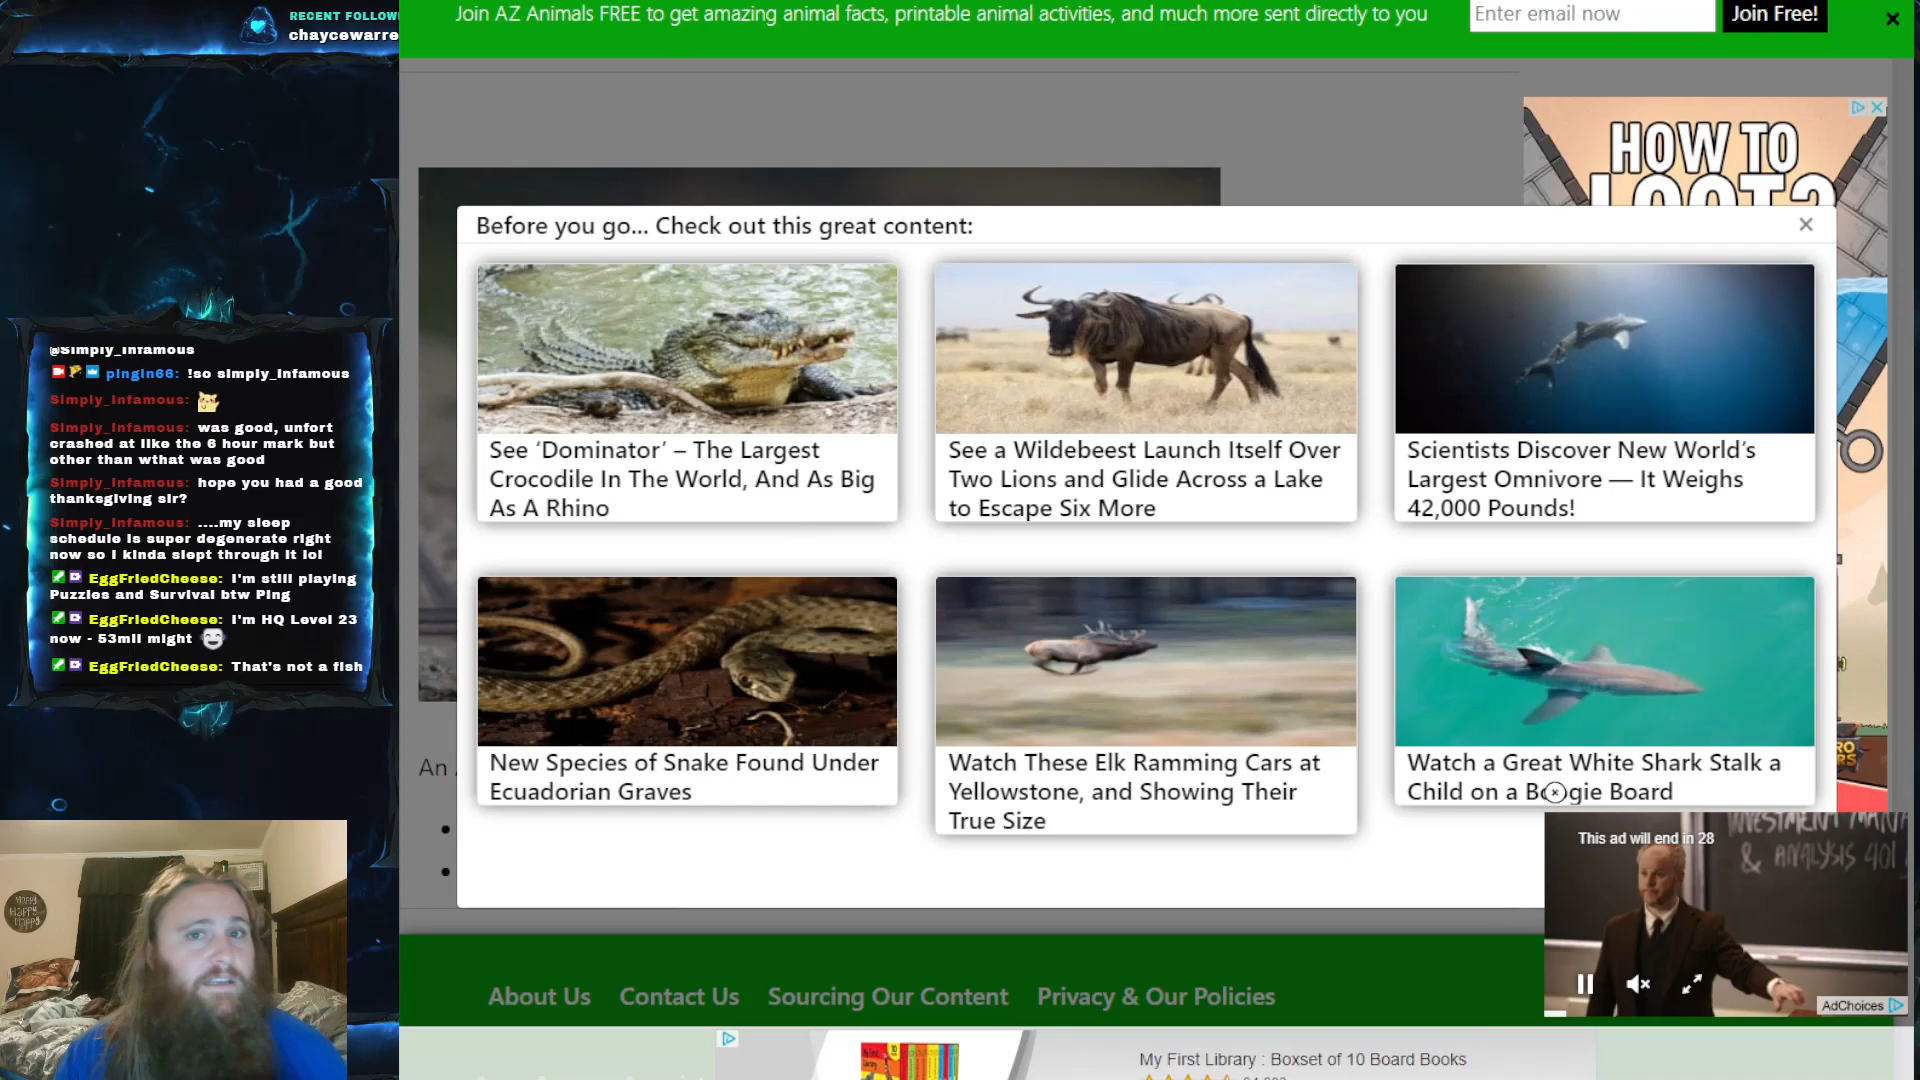 RECENT FOLLOW
chaycewarre
@Simply_Infamous
pingin66: !so simply_infamous
Simply_Infamous:
Simply_Infamous: was good, unfort
crashed at like the 6 hour mark but
other than wthat was good
Simply_Infamous: hope you had a good
thanksgiving sir?
Simply_Infamous: ....my sleep
schedule is super degenerate right
now so I kinda slept through it lol
EggFriedCheese: I'm still playing
Puzzles and Survival btw Ping
EggFriedCheese: I'm HQ Level 23
now - 53mil might
EggFriedCheese: That's not a fish
Happy
Happy
Happy
Join AZ Animals FREE to get amazing animal facts, printable animal activities, and much more sent directly to you
Enter email now
Join Free!
HOW TO
LOOT?
Before you go... Check out this great content:
See ‘Dominator’ – The Largest
Crocodile In The World, And As Big
As A Rhino
See a Wildebeest Launch Itself Over
Two Lions and Glide Across a Lake
to Escape Six More
Scientists Discover New World’s
Largest Omnivore — It Weighs
42,000 Pounds!
New Species of Snake Found Under
Ecuadorian Graves
Watch These Elk Ramming Cars at
Yellowstone, and Showing Their
True Size
Watch a Great White Shark Stalk a
Child on a Boogie Board
An
This ad will end in 28
& ANALYSIS 401
AdChoices
About Us
Contact Us
Sourcing Our Content
Privacy & Our Policies
My First Library : Boxset of 10 Board Books